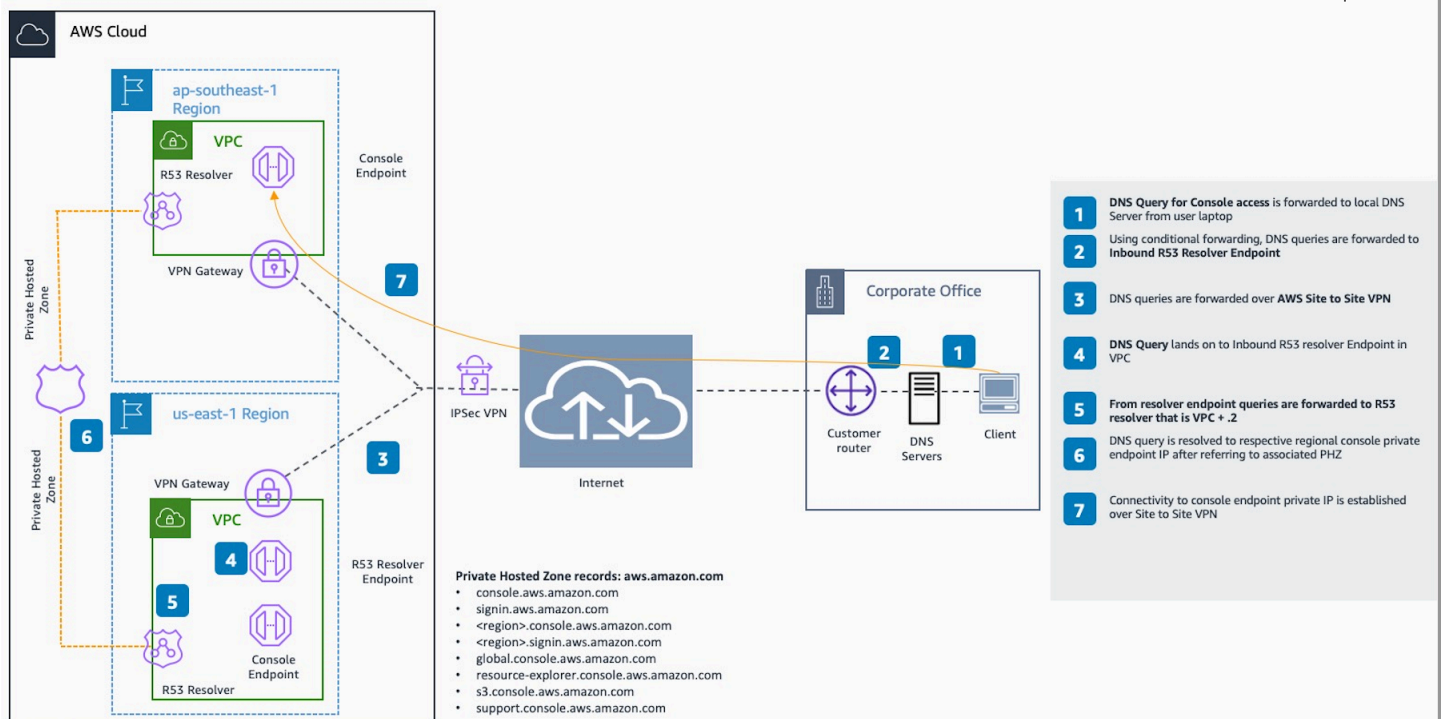 AWS Cloud
ap-southeast-1
Region
VPC
R53 Resolver
Console
Endpoint
VPN Gateway
7
Private Hosted
Zone
6
us-east-1 Region
3
VPN Gateway
VPC
4
R53 Resolver
Endpoint
5
Private Hosted
Zone
Console
Endpoint
R53 Resolver
IPSec VPN
Internet
Corporate Office
2
1
Customer
router
DNS
Servers
Client
Private Hosted Zone records: aws.amazon.com
• console.aws.amazon.com
• signin.aws.amazon.com
• <region>.console.aws.amazon.com
• <region>.signin.aws.amazon.com
• global.console.aws.amazon.com
• resource-explorer.console.aws.amazon.com
• s3.console.aws.amazon.com
• support.console.aws.amazon.com
1
DNS Query for Console access is forwarded to local DNS
Server from user laptop
2
Using conditional forwarding, DNS queries are forwarded to
Inbound R53 Resolver Endpoint
3
DNS queries are forwarded over AWS Site to Site VPN
4
DNS Query lands on to Inbound R53 resolver Endpoint in
VPC
5
From resolver endpoint queries are forwarded to R53
resolver that is VPC + .2
6
DNS query is resolved to respective regional console private
endpoint IP after referring to associated PHZ
7
Connectivity to console endpoint private IP is established
over Site to Site VPN